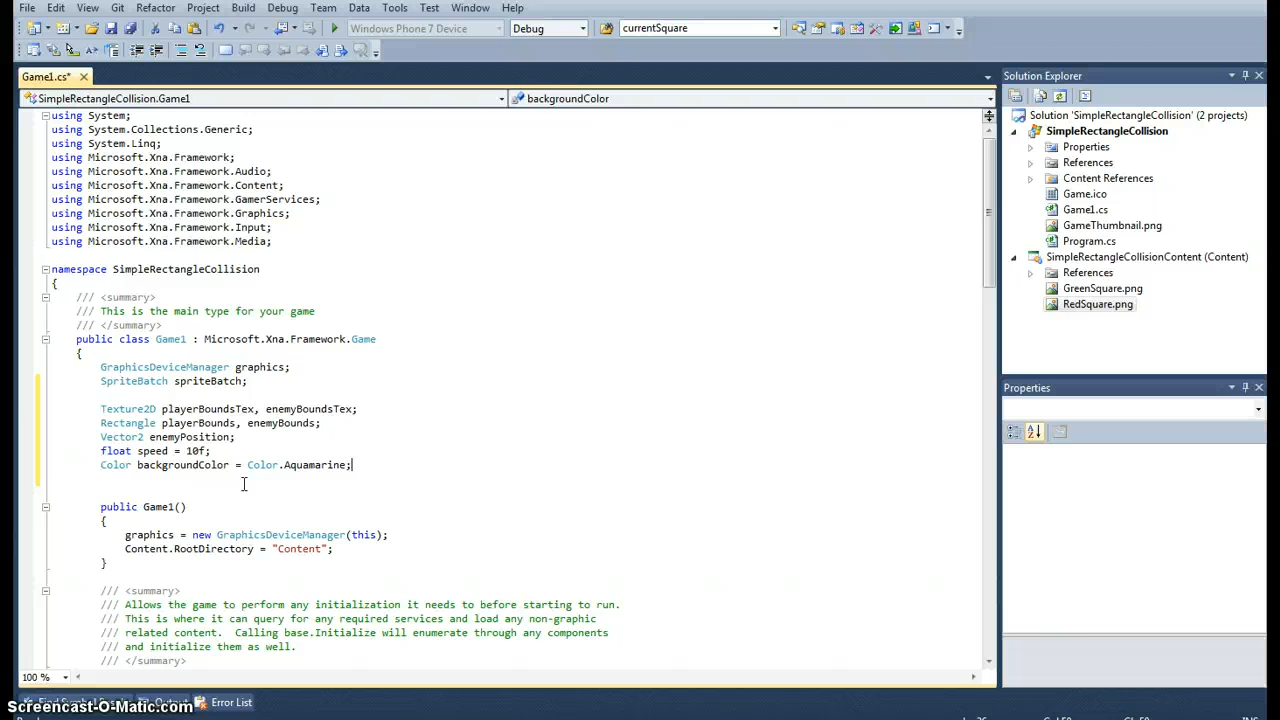 File Edit View Git Refactor Project Build Debug Team Data Tools Test Window Help
Windows Phone 7 Device Debug currentSquare
Game1.cs*
SimpleRectangleCollision.Game1 backgroundColor
using System;
using System.Collections.Generic;
using System.Linq;
using Microsoft.Xna.Framework;
using Microsoft.Xna.Framework.Audio;
using Microsoft.Xna.Framework.Content;
using Microsoft.Xna.Framework.GamerServices;
using Microsoft.Xna.Framework.Graphics;
using Microsoft.Xna.Framework.Input;
using Microsoft.Xna.Framework.Media;
namespace SimpleRectangleCollision
{
/// <summary>
/// This is the main type for your game
/// </summary>
public class Game1 : Microsoft.Xna.Framework.Game
{
GraphicsDeviceManager graphics;
SpriteBatch spriteBatch;
Texture2D playerBoundsTex, enemyBoundsTex;
Rectangle playerBounds, enemyBounds;
Vector2 enemyPosition;
float speed = 10f;
Color backgroundColor = Color.Aquamarine;
public Game1()
{
graphics = new GraphicsDeviceManager(this);
Content.RootDirectory = "Content";
}
/// <summary>
/// Allows the game to perform any initialization it needs to before starting to run.
/// This is where it can query for any required services and load any non-graphic
/// related content.  Calling base.Initialize will enumerate through any components
/// and initialize them as well.
/// </summary>
100 %
Error List
Solution Explorer
Solution 'SimpleRectangleCollision' (2 projects)
SimpleRectangleCollision
Properties
References
Content References
Game.ico
Game1.cs
GameThumbnail.png
Program.cs
SimpleRectangleCollisionContent (Content)
References
GreenSquare.png
RedSquare.png
Properties
Screencast-O-Matic.com